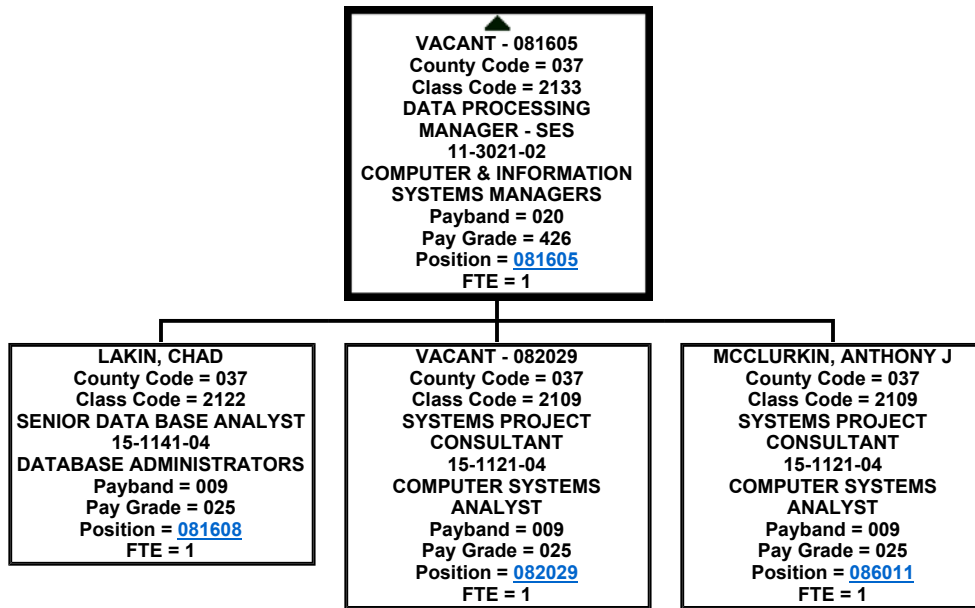 VACANT - 081605
County Code = 037
Class Code = 2133
DATA PROCESSING
MANAGER - SES
11-3021-02
COMPUTER & INFORMATION
SYSTEMS MANAGERS
Payband = 020
Pay Grade = 426
Position = 081605
FTE = 1
LAKIN, CHAD
County Code = 037
Class Code = 2122
SENIOR DATA BASE ANALYST
15-1141-04
DATABASE ADMINISTRATORS
Payband = 009
Pay Grade = 025
Position = 081608
FTE = 1
VACANT - 082029
County Code = 037
Class Code = 2109
SYSTEMS PROJECT
CONSULTANT
15-1121-04
COMPUTER SYSTEMS
ANALYST
Payband = 009
Pay Grade = 025
Position = 082029
FTE = 1
MCCLURKIN, ANTHONY J
County Code = 037
Class Code = 2109
SYSTEMS PROJECT
CONSULTANT
15-1121-04
COMPUTER SYSTEMS
ANALYST
Payband = 009
Pay Grade = 025
Position = 086011
FTE = 1